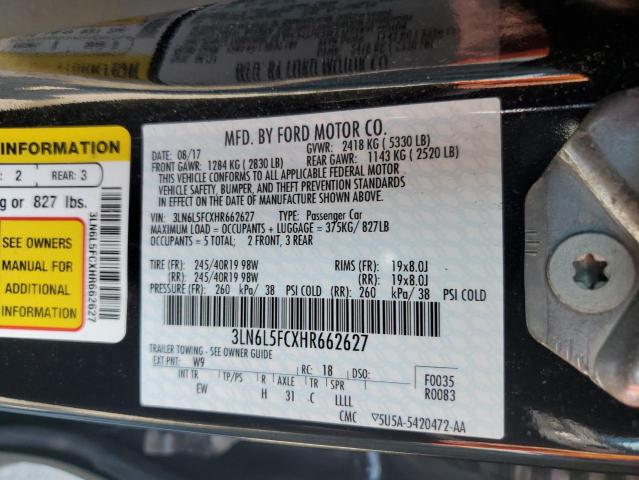 MFD. BY FORD MOTOR CO.
DATE: 08/17 GVWR: 2418 KG (5330 LB)
FRONT GAWR: 1284 KG (2830 LB) REAR GAWR: 1143 KG (2520 LB)
THIS VEHICLE CONFORMS TO ALL APPLICABLE FEDERAL MOTOR
VEHICLE SAFETY, BUMPER, AND THEFT PREVENTION STANDARDS
IN EFFECT ON THE DATE OF MANUFACTURE SHOWN ABOVE.
VIN: 3LN6L5FCXHR662627 TYPE: Passenger Car
MAXIMUM LOAD = OCCUPANTS + LUGGAGE = 375KG/827LB
OCCUPANTS = 5 TOTAL; 2 FRONT, 3 REAR
TIRE (FR): 245/40R19 98W RIMS (FR): 19x8.0J
(RR): 245/40R19 98W (RR): 19x8.0J
PRESSURE (FR): 260 kPa/ 38 PSI COLD (RR): 260 kPa/ 38 PSI COLD
3LN6L5FCXHR662627
TRAILER TOWING - SEE OWNER GUIDE
EXT PNT: W9 RC: 18 DSO:
INT TR TP/PS R AXLE TR SPR
EW H 31 C LLLL
F0035
R0083
CMC ▽5U5A-5420472-AA
INFORMATION
: 2 REAR: 3
g or 827 lbs.
SEE OWNERS
MANUAL FOR
ADDITIONAL
INFORMATION
3LN6L5FCXHR662627